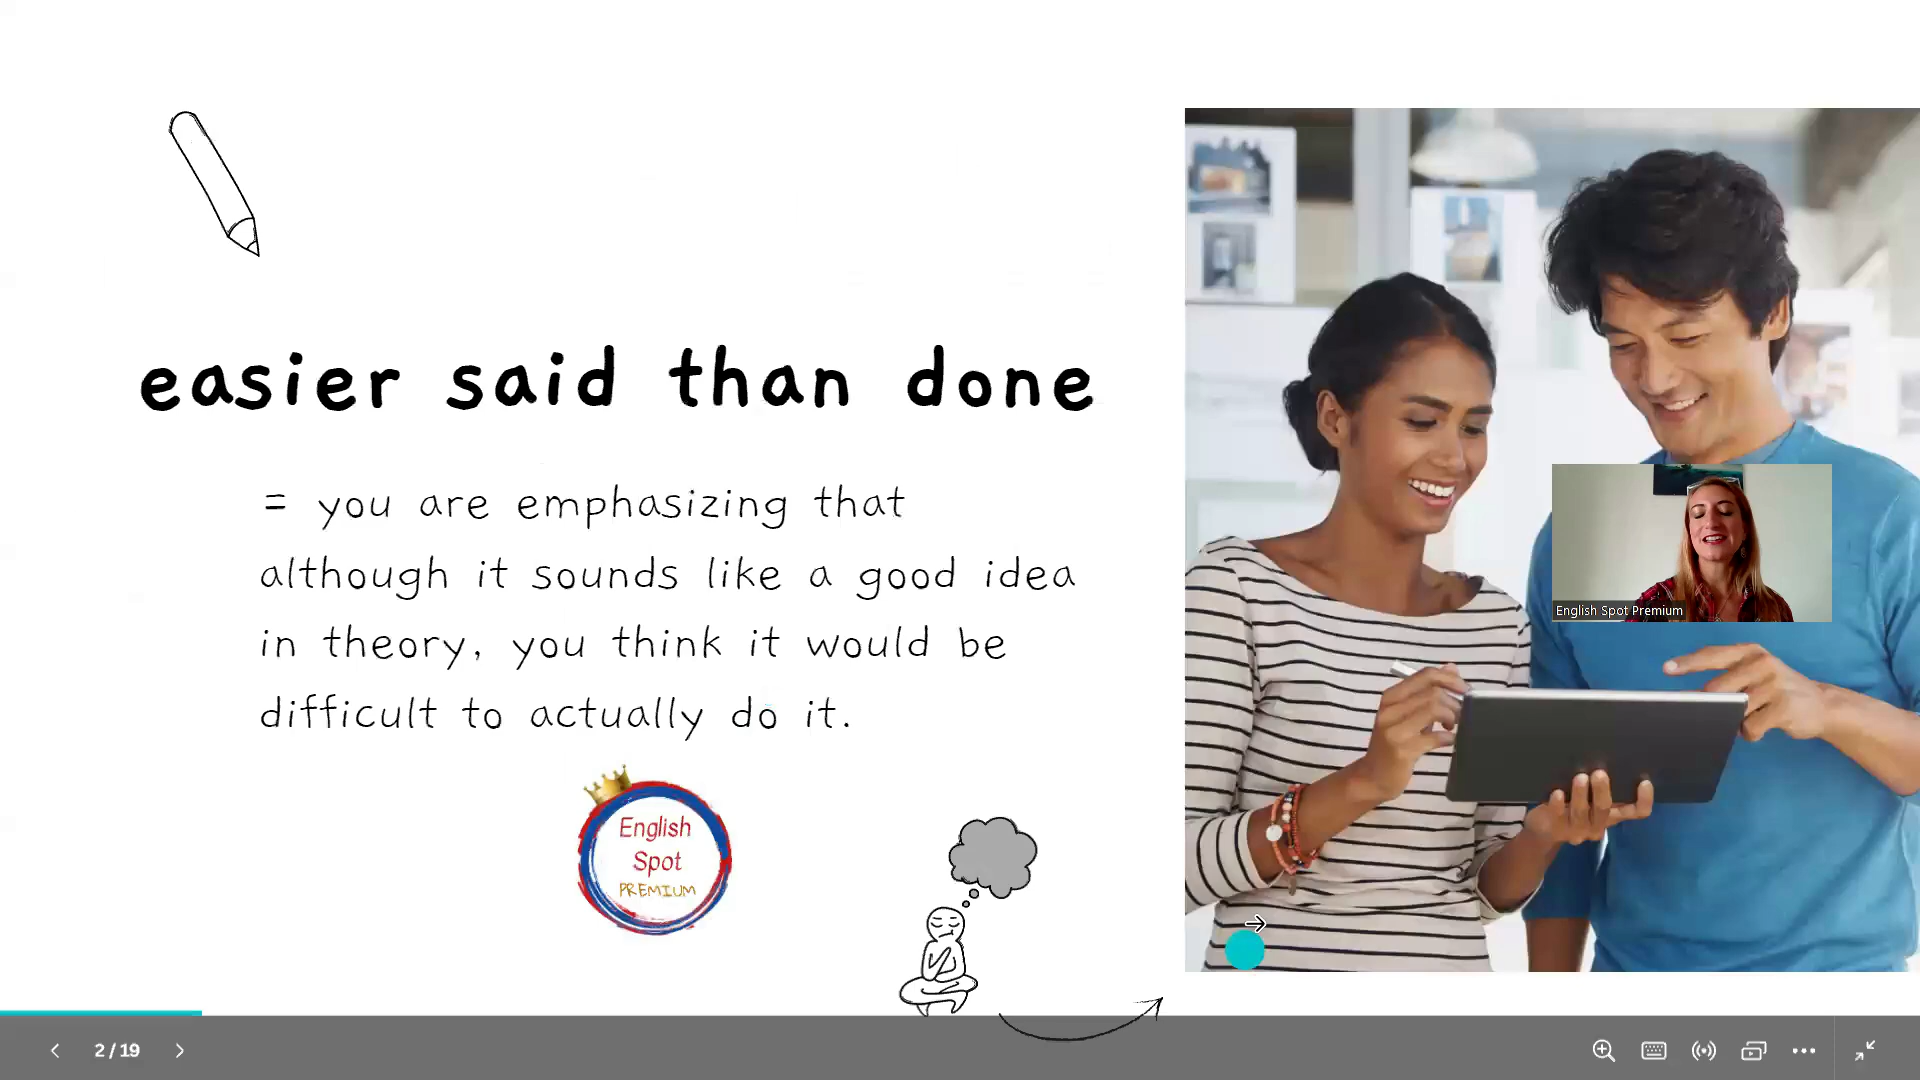 easier said than done
= you are emphasizing that
although it sounds like a good idea
in theory, you think it would be
difficult to actually do it.
English
Spot
PREMIUM
English Spot Premium
2 / 19